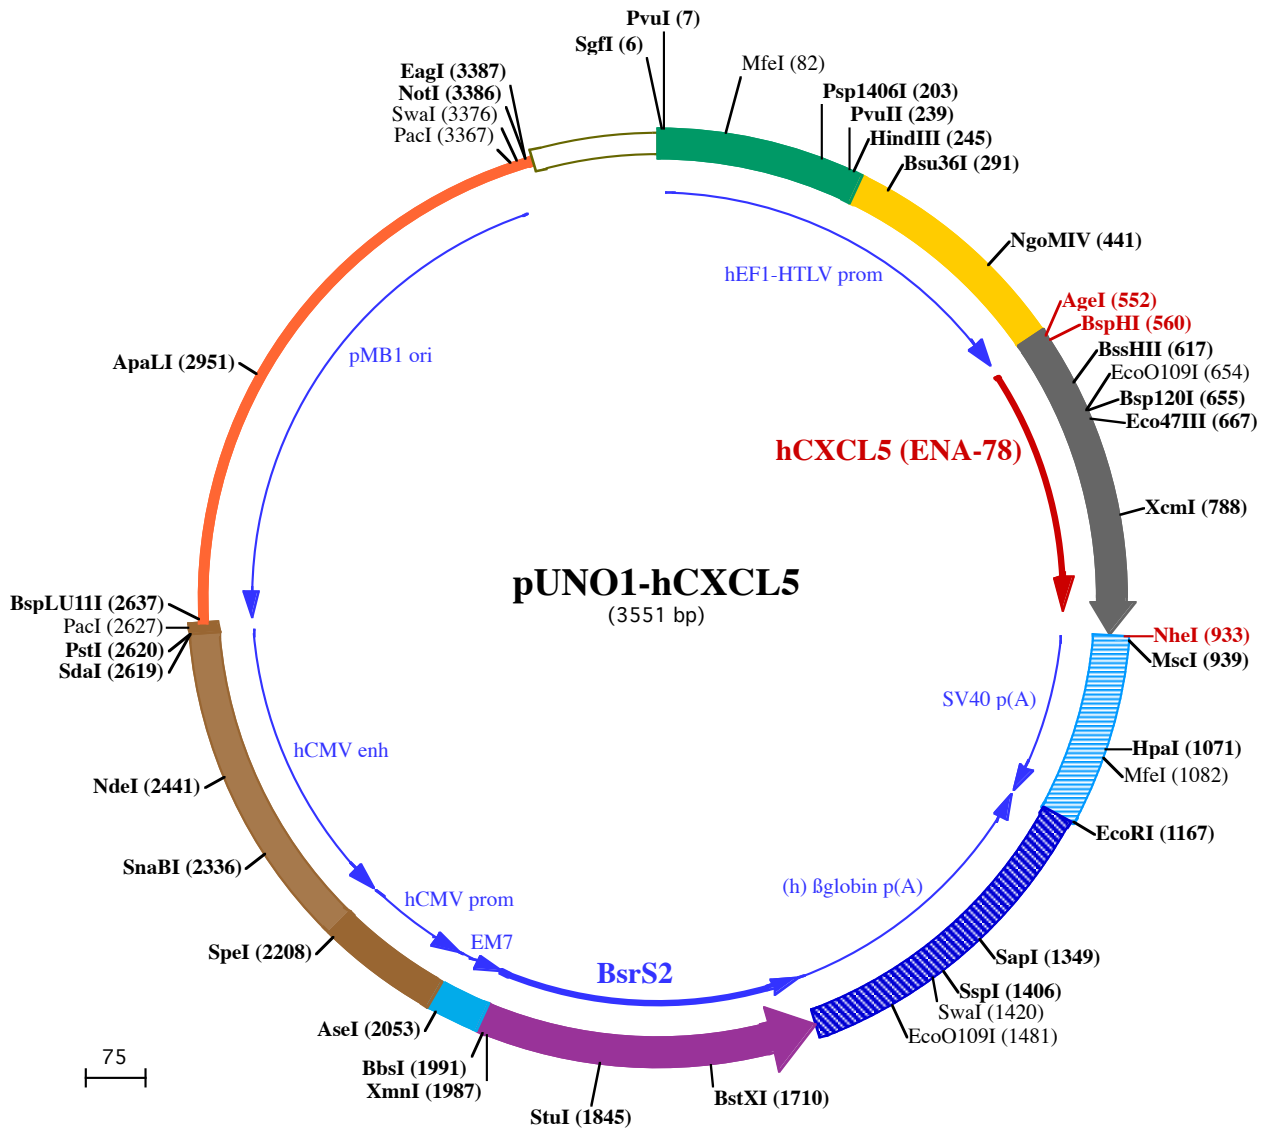 PvuI (7)
SgfI (6)
MfeI (82)
EagI (3387)
NotI (3386)
SwaI (3376)
PacI (3367)
Psp1406I (203)
PvuII (239)
HindIII (245)
Bsu36I (291)
NgoMIV (441)
hEF1-HTLV prom
AgeI (552)
BspHI (560)
BssHII (617)
EcoO109I (654)
Bsp120I (655)
Eco47III (667)
pMB1 ori
ApaLI (2951)
hCXCL5 (ENA-78)
XcmI (788)
pUNO1-hCXCL5
(3551 bp)
BspLU11I (2637)
PacI (2627)
PstI (2620)
SdaI (2619)
NheI (933)
MscI (939)
SV40 p(A)
hCMV enh
HpaI (1071)
MfeI (1082)
NdeI (2441)
EcoRI (1167)
SnaBI (2336)
(h) ßglobin p(A)
hCMV prom
EM7
SpeI (2208)
BsrS2
SapI (1349)
SspI (1406)
SwaI (1420)
EcoO109I (1481)
AseI (2053)
75
BbsI (1991)
XmnI (1987)
BstXI (1710)
StuI (1845)